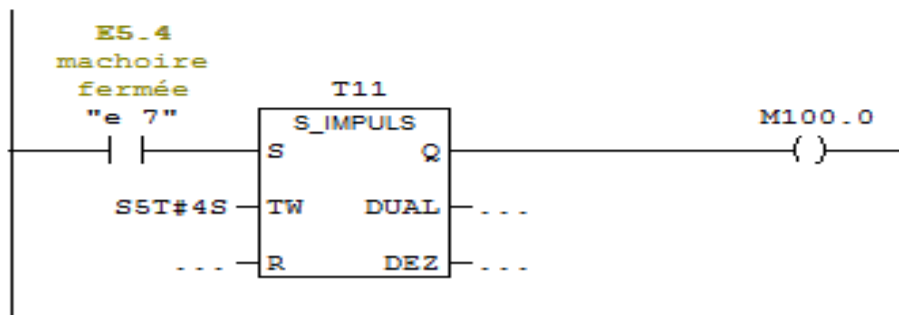 E5.4
machoire
fermée
"e 7"
T11
S_IMPULS
M100.0
S Q
S5T#4S TW DUAL ...
... R DEZ ...